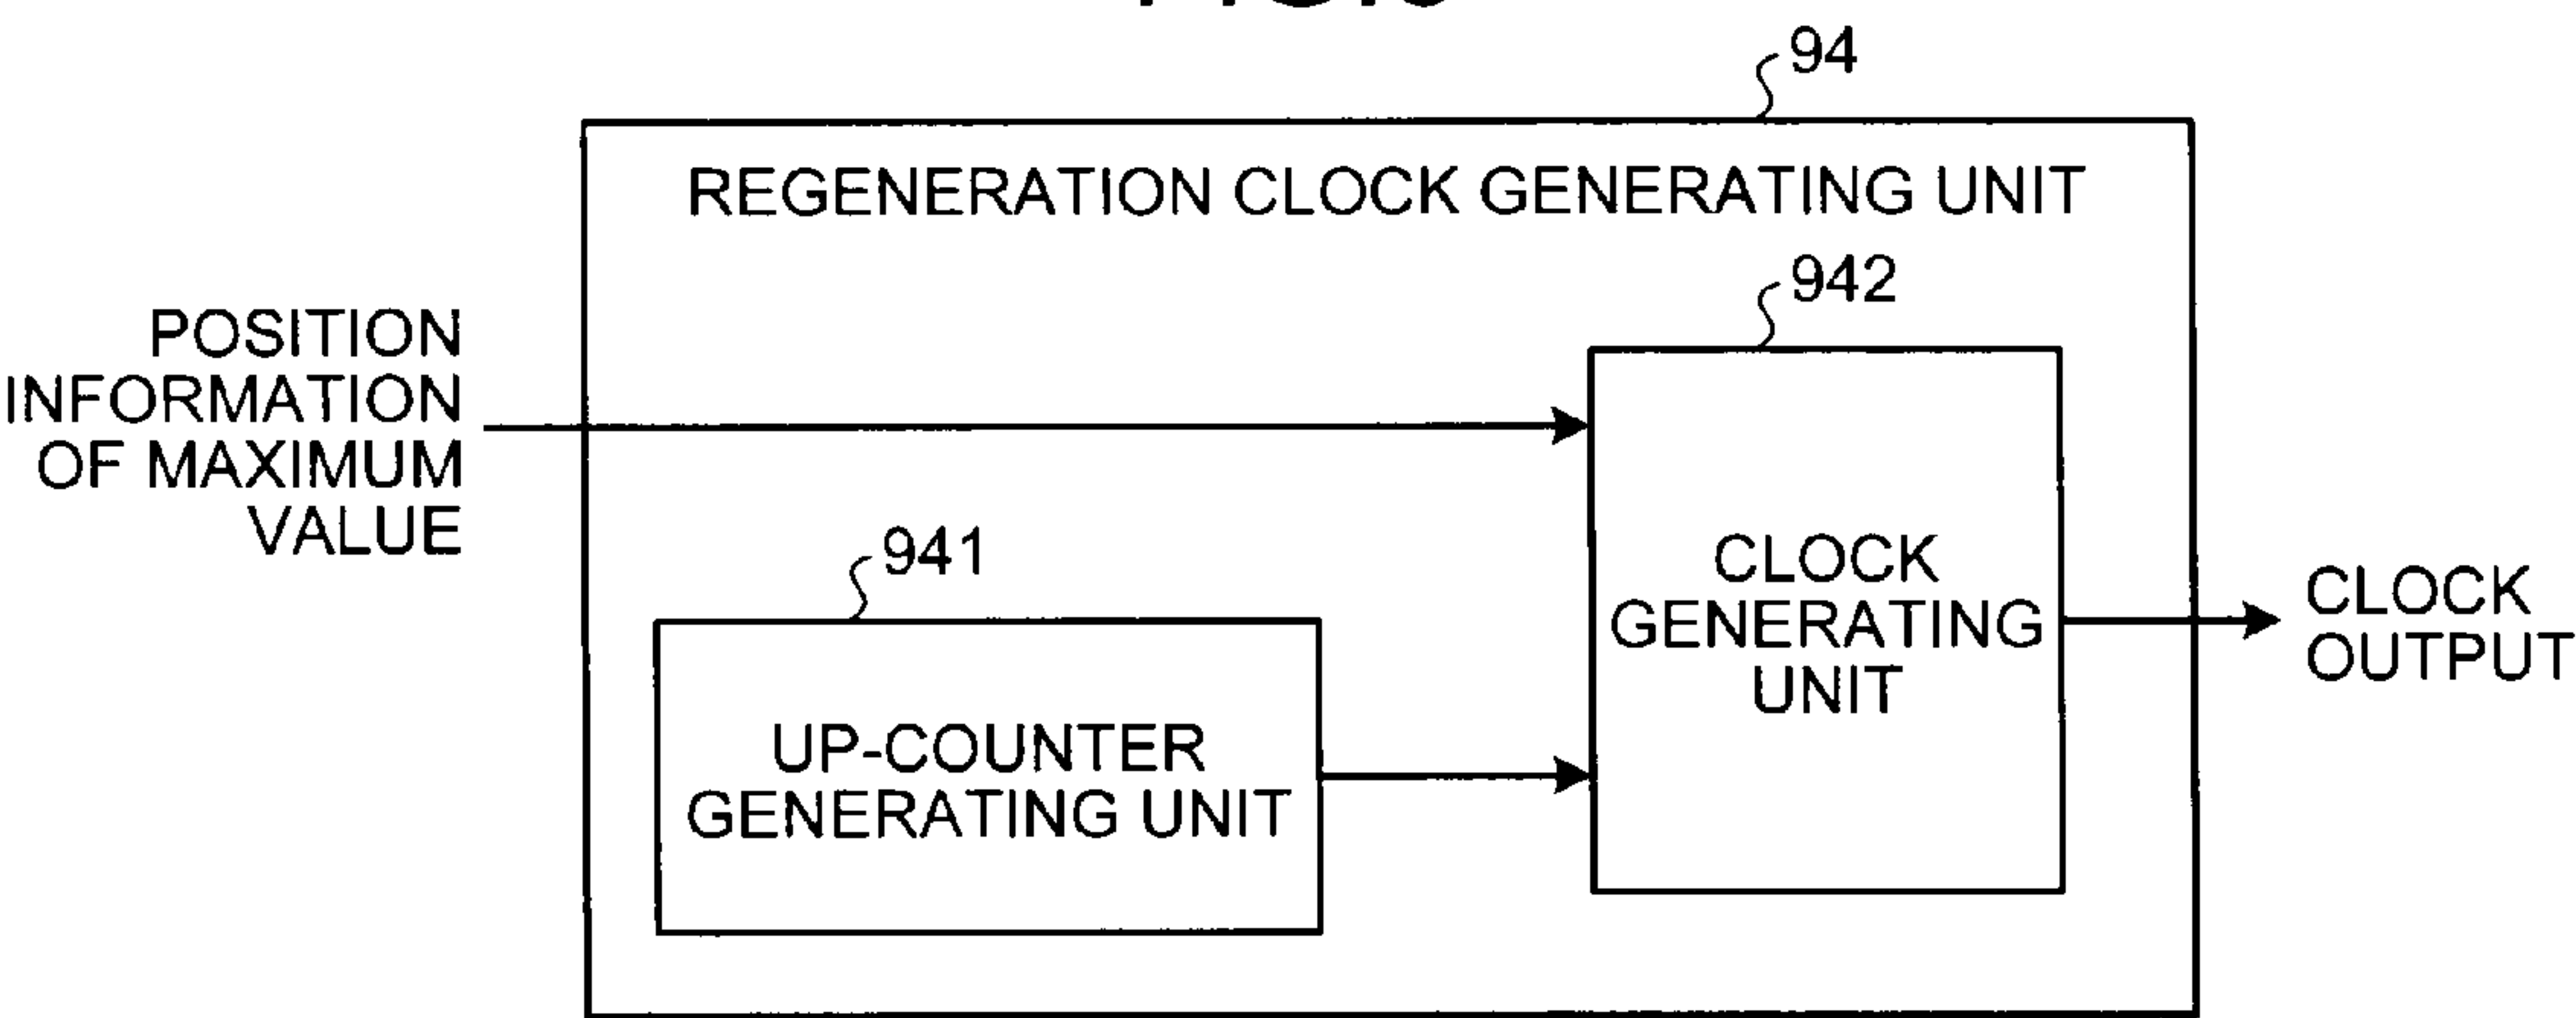 94
REGENERATION CLOCK GENERATING UNIT
942
POSITION
INFORMATION
OF MAXIMUM
VALUE
941
CLOCK
GENERATING
UNIT
CLOCK
OUTPUT
UP-COUNTER
GENERATING UNIT